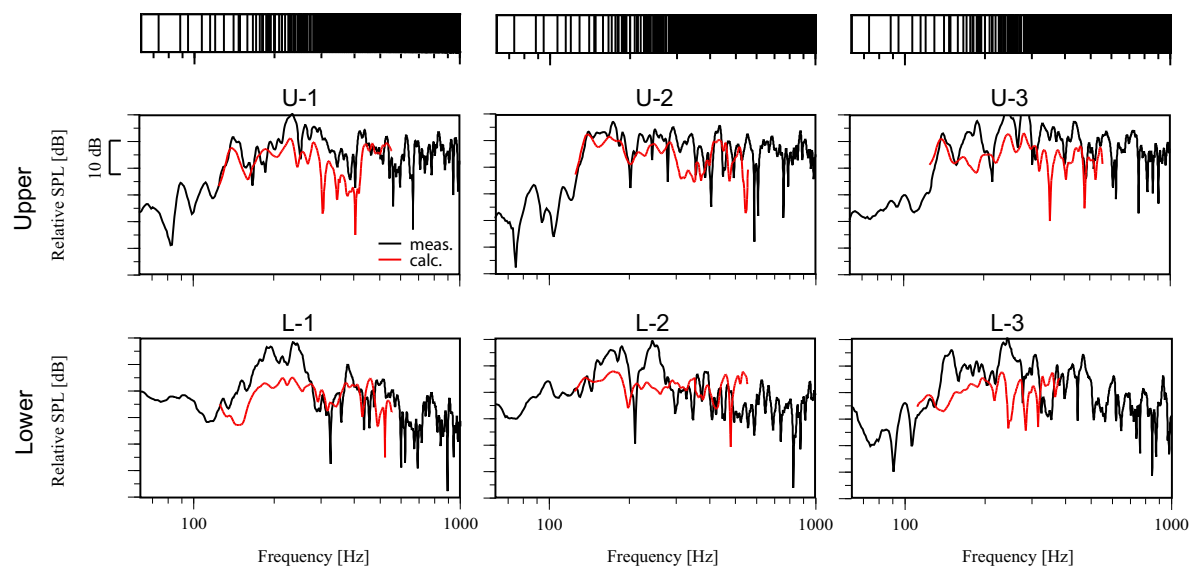 U-1 U-2 U-3
Upper
Relative SPL [dB]
10 dB
meas.
calc.
L-1 L-2 L-3
Lower
Relative SPL [dB]
100 1000 100 1000 100 1000
Frequency [Hz] Frequency [Hz] Frequency [Hz]